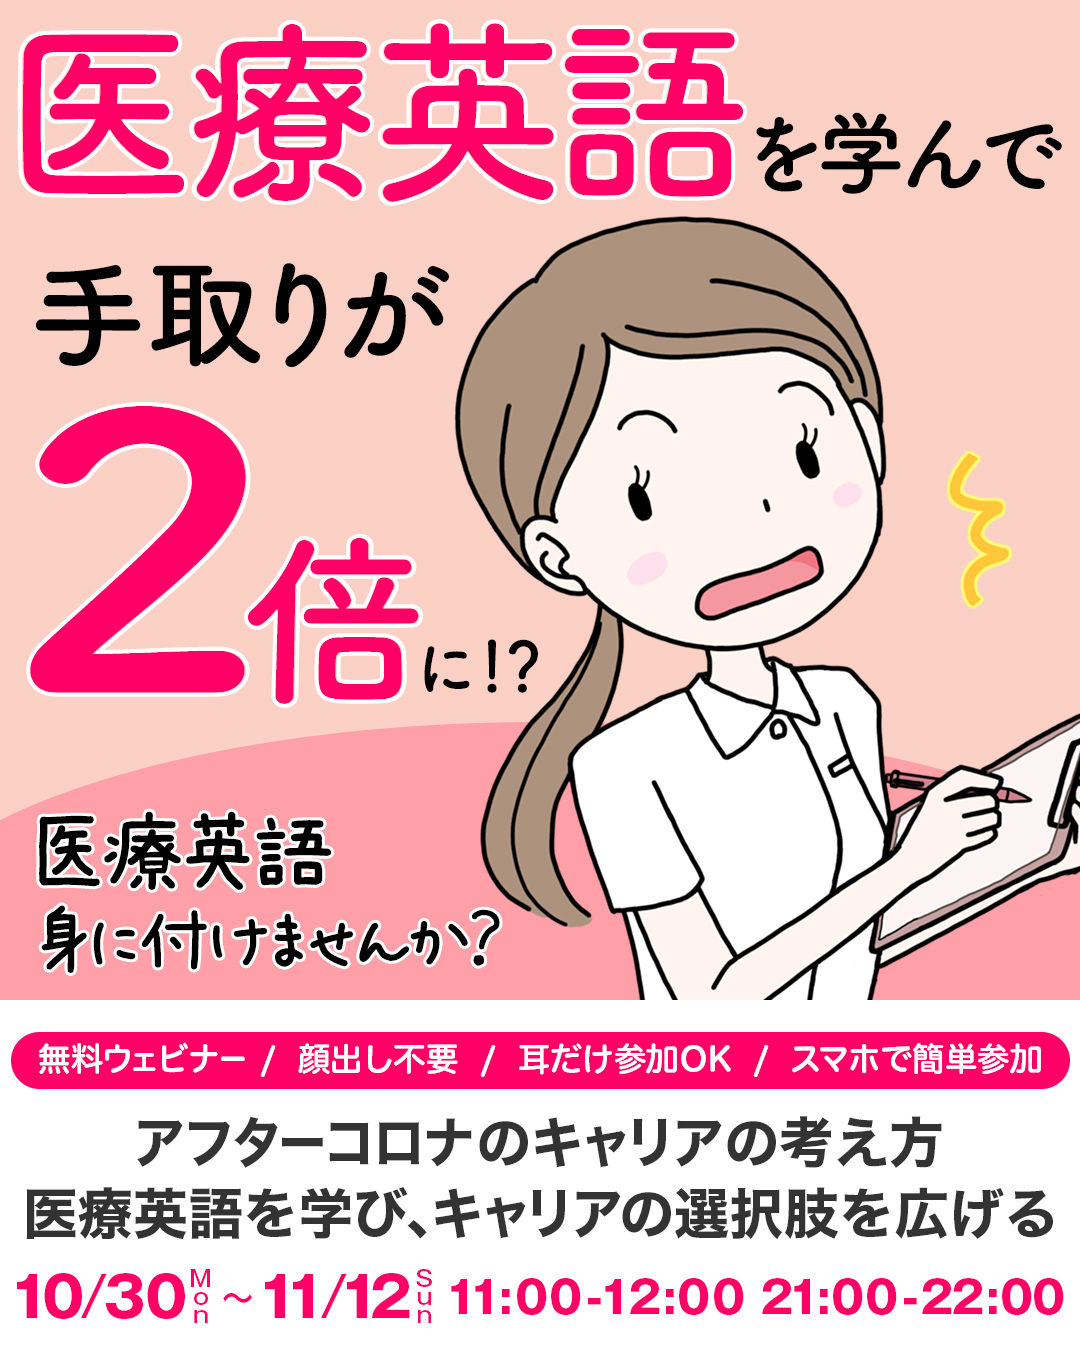 医療英語を学んで
手取りが
2倍に!?
医療英語
身に付けませんか?
無料ウェビナー / 顔出し不要 / 耳だけ参加OK / スマホで簡単参加
アフターコロナのキャリアの考え方
医療英語を学び、キャリアの選択肢を広げる
10/30 Mon ~ 11/12 Sun 11:00-12:00 21:00-22:00